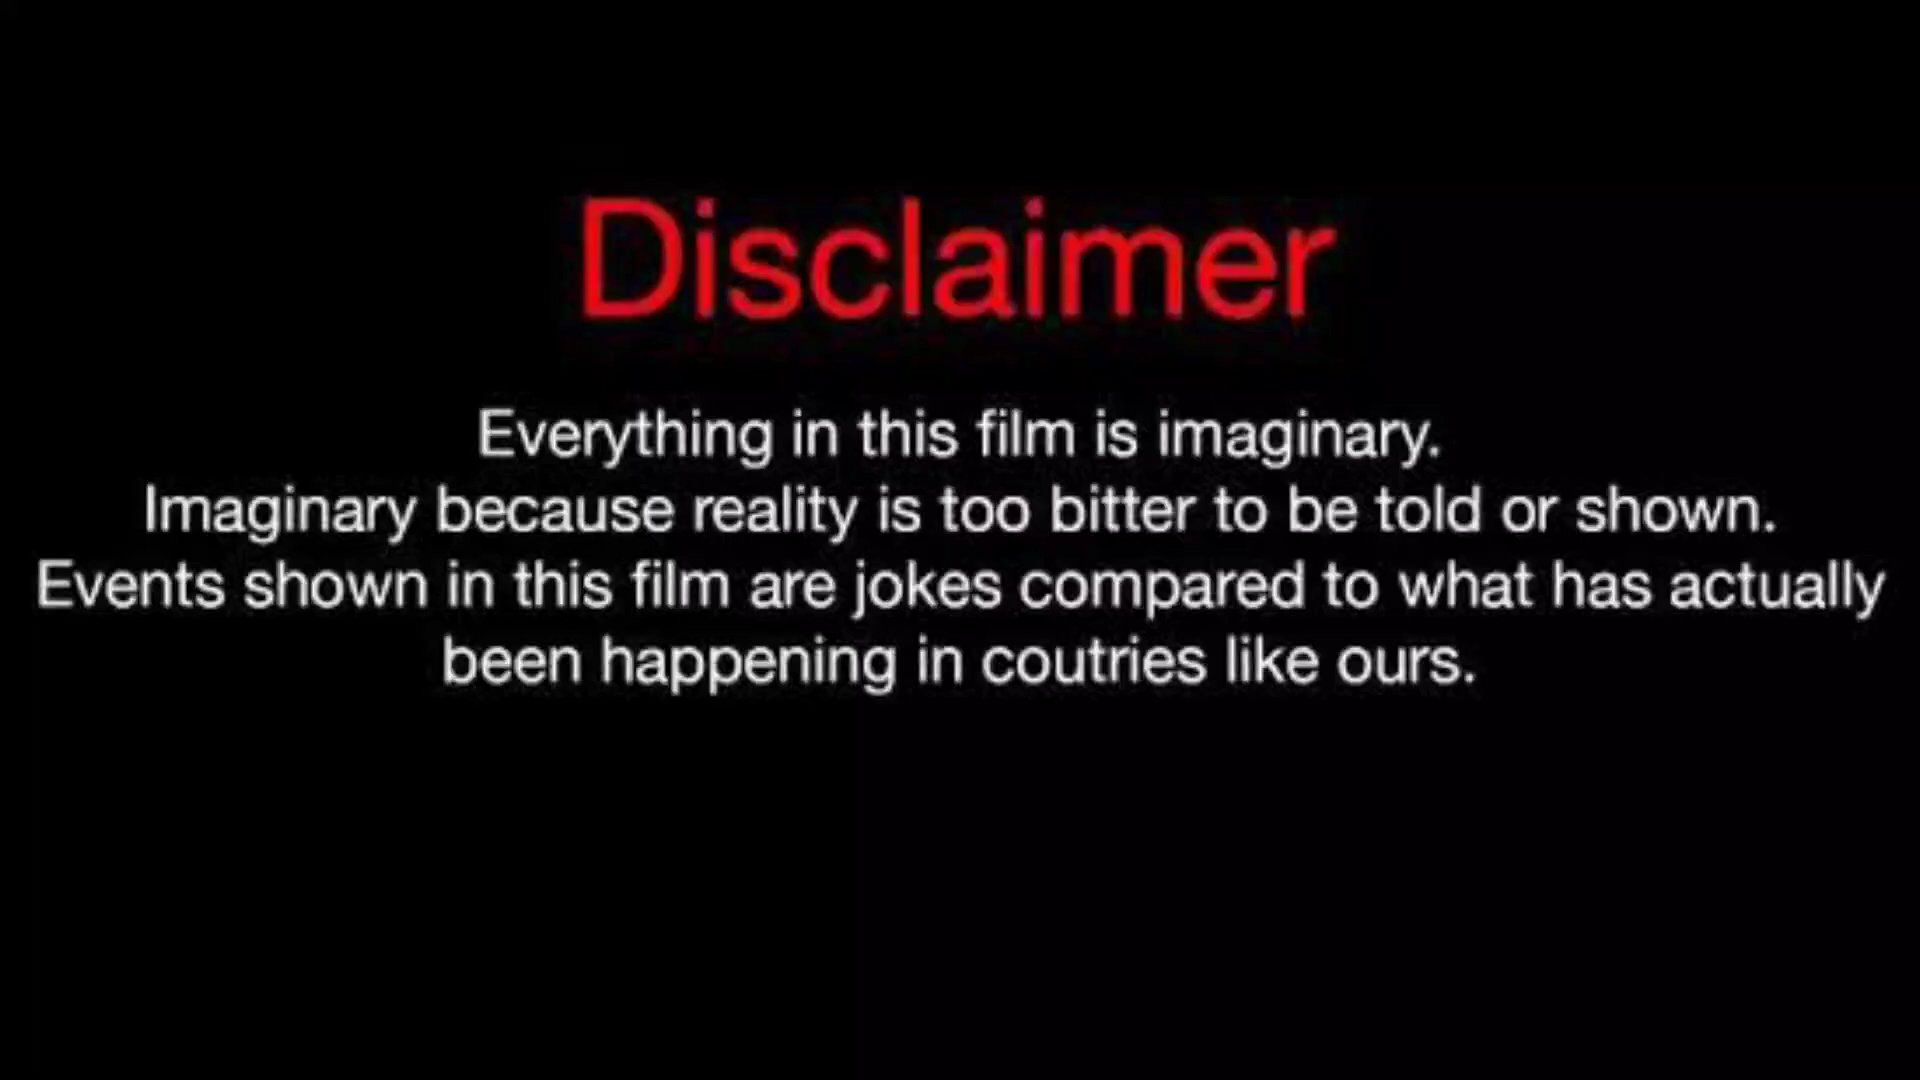 Disclaimer
Everything in this film is imaginary.
Imaginary because reality is too bitter to be told or shown.
Events shown in this film are jokes compared to what has actually
been happening in coutries like ours.